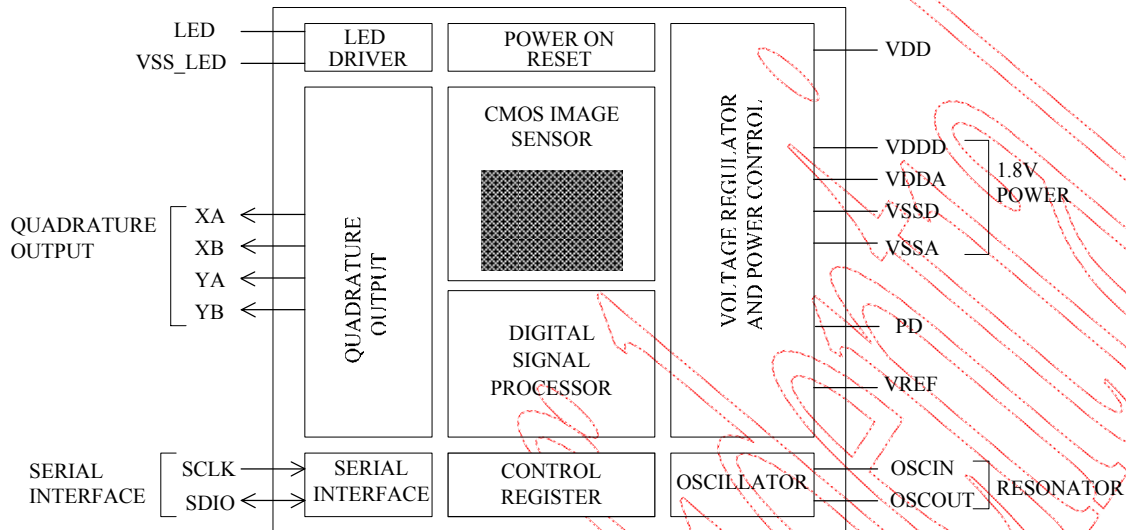 LED
VSS_LED
LED
DRIVER
POWER ON
RESET
VDD
CMOS IMAGE
SENSOR
VOLTAGE REGULATOR
AND POWER CONTROL
VDDD
VDDA
VSSD
VSSA
1.8V
POWER
QUADRATURE
OUTPUT
XA
XB
YA
YB
QUADRATURE
OUTPUT
DIGITAL
SIGNAL
PROCESSOR
PD
VREF
SERIAL
INTERFACE
SCLK
SDIO
SERIAL
INTERFACE
CONTROL
REGISTER
OSCILLATOR
OSCIN
OSCOUT
RESONATOR